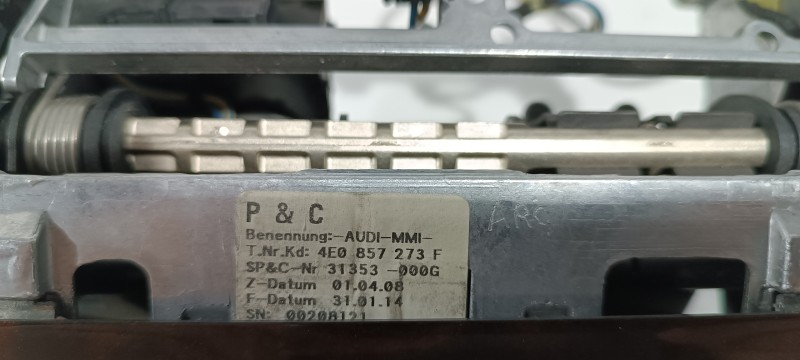 P & C
Benennung:-AUDI-MMI-
T.Nr.Kd: 4E0 857 273 F
SP&C-Nr 31353 -000G
Z-Datum 01.04.08
F-Datum 31.01.14
SN: 00208121
ARC